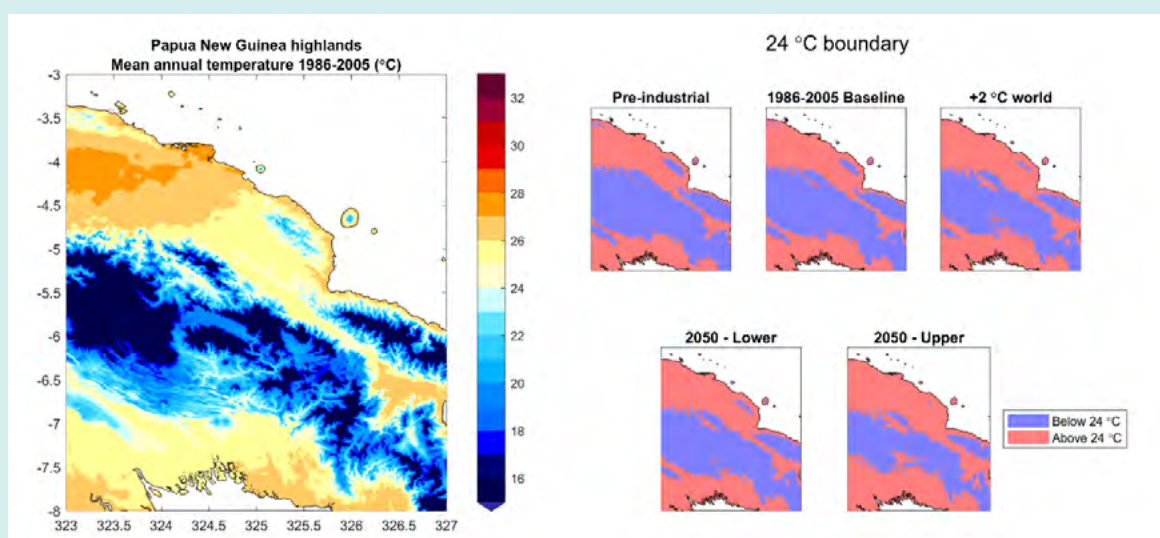 Papua New Guinea highlands
Mean annual temperature 1986-2005 (°C)
-3
-3.5
-4
-4.5
-5
-5.5
-6
-6.5
-7
-7.5
-8
323
323.5
324
324.5
325
325.5
326
326.5
327
32
30
28
26
24
22
20
18
16
24 °C boundary
Pre-industrial
1986-2005 Baseline
+2 °C world
2050 - Lower
2050 - Upper
Below 24 °C
Above 24 °C